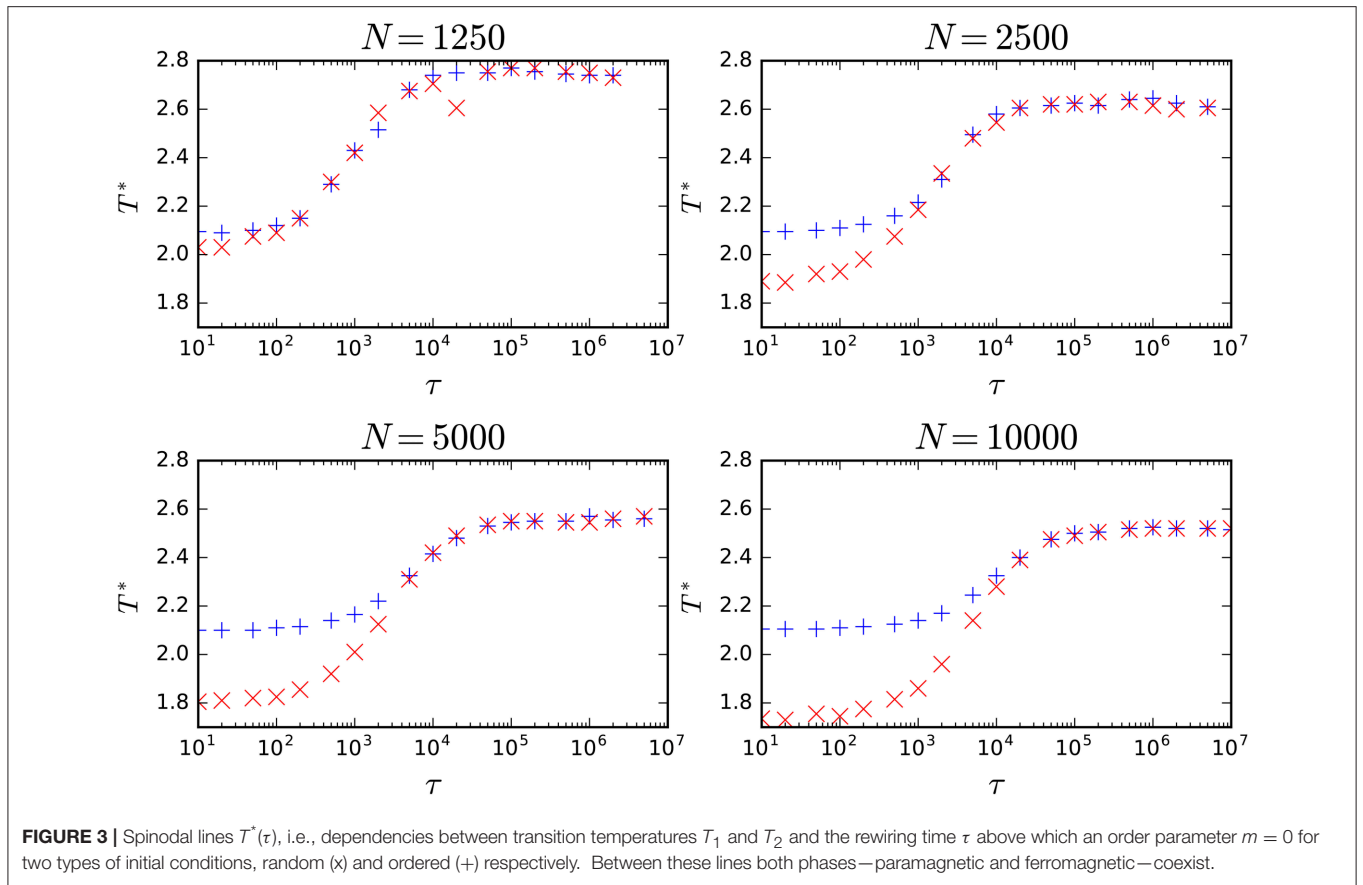 N = 1250
2.8
2.6
2.4
2.2
2.0
1.8
T*
10^1 10^2 10^3 10^4 10^5 10^6 10^7
τ
N = 2500
2.8
2.6
2.4
2.2
2.0
1.8
T*
10^1 10^2 10^3 10^4 10^5 10^6 10^7
τ
N = 5000
2.8
2.6
2.4
2.2
2.0
1.8
T*
10^1 10^2 10^3 10^4 10^5 10^6 10^7
τ
N = 10000
2.8
2.6
2.4
2.2
2.0
1.8
T*
10^1 10^2 10^3 10^4 10^5 10^6 10^7
τ
FIGURE 3 | Spinodal lines T*(τ), i.e., dependencies between transition temperatures T₁ and T₂ and the rewiring time τ above which an order parameter m = 0 for
two types of initial conditions, random (x) and ordered (+) respectively. Between these lines both phases—paramagnetic and ferromagnetic—coexist.